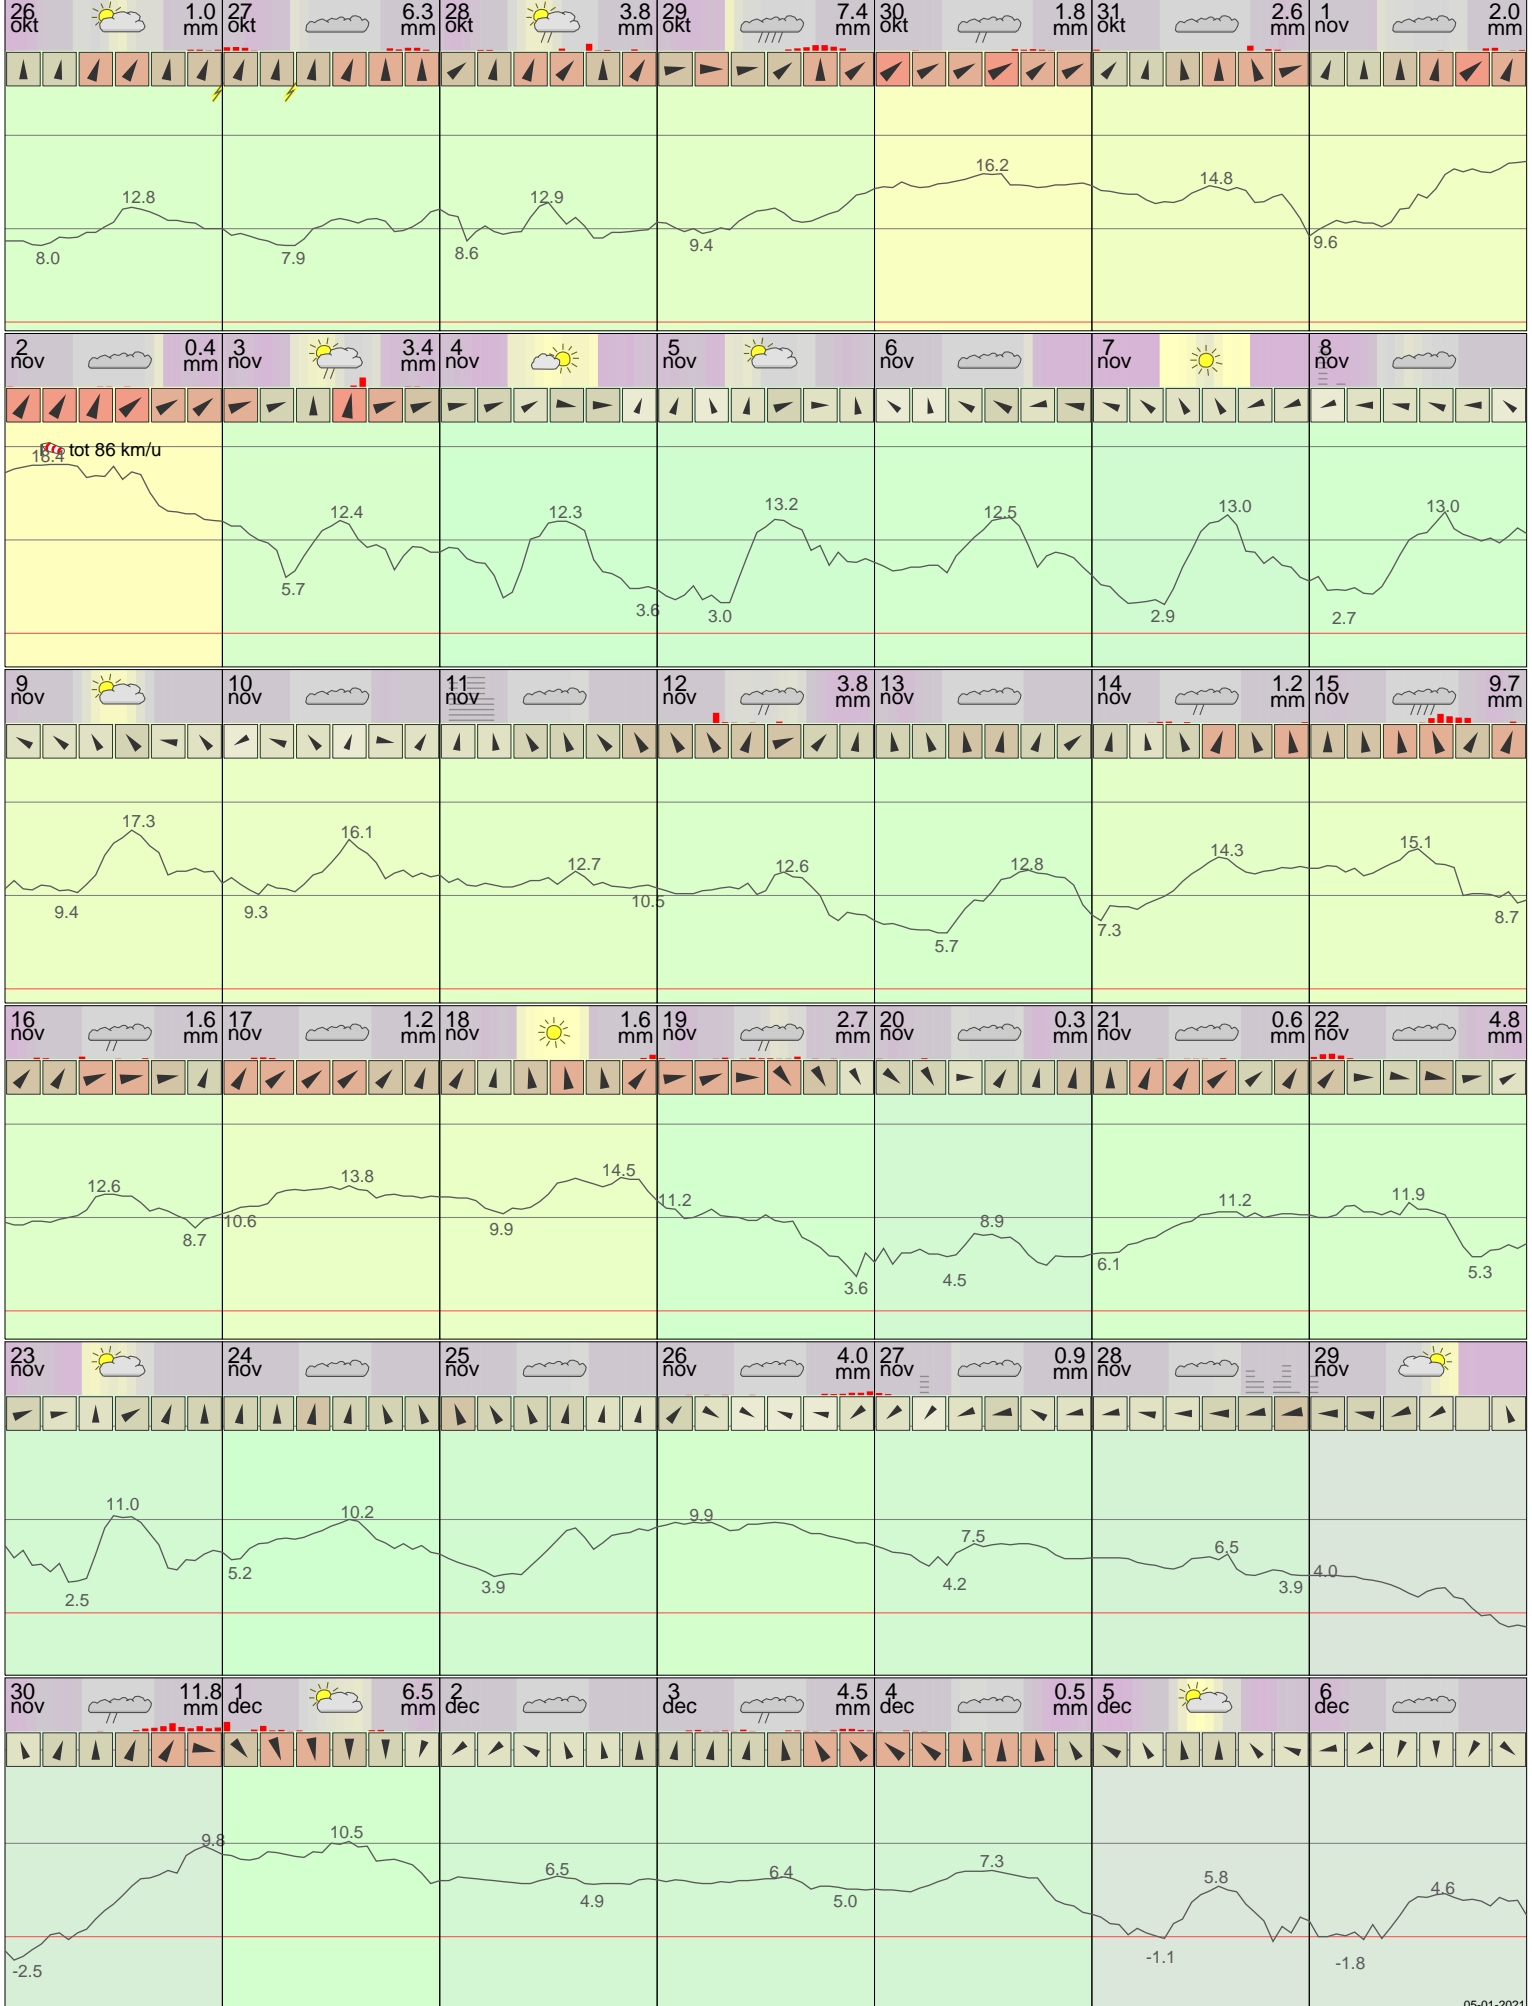 26 okt 1.0 mm 27 okt 6.3 mm 28 okt 3.8 mm 29 okt 7.4 mm 30 okt 1.8 mm 31 okt 2.6 mm 1 nov 2.0 mm
16.2
14.8
12.8 12.9
8.0 7.9 8.6 9.4 9.6
2 nov 0.4 mm 3 nov 3.4 mm 4 nov 5 nov 6 nov 7 nov 8 nov
18.4 tot 86 km/u
12.4 12.3 13.2 12.5 13.0 13.0
5.7 3.6 3.0 2.9 2.7
9 nov 10 nov 11 nov 12 nov 3.8 mm 13 nov 14 nov 1.2 mm 15 nov 9.7 mm
17.3 16.1 12.7 12.6 12.8 14.3 15.1
9.4 9.3 10.5 5.7 7.3 8.7
16 nov 1.6 mm 17 nov 1.2 mm 18 nov 1.6 mm 19 nov 2.7 mm 20 nov 0.3 mm 21 nov 0.6 mm 22 nov 4.8 mm
12.6 13.8 14.5 11.2 8.9 11.2 11.9
8.7 10.6 9.9 3.6 4.5 6.1 5.3
23 nov 24 nov 25 nov 26 nov 4.0 mm 27 nov 0.9 mm 28 nov 29 nov
11.0 10.2 9.9 7.5 6.5 4.0
2.5 5.2 3.9 4.2 3.9
30 nov 11.8 mm 1 dec 6.5 mm 2 dec 3 dec 4.5 mm 4 dec 0.5 mm 5 dec 6 dec
9.8 10.5 6.5 6.4 7.3 5.8 4.6
-2.5 4.9 5.0 -1.1 -1.8
05-01-2021